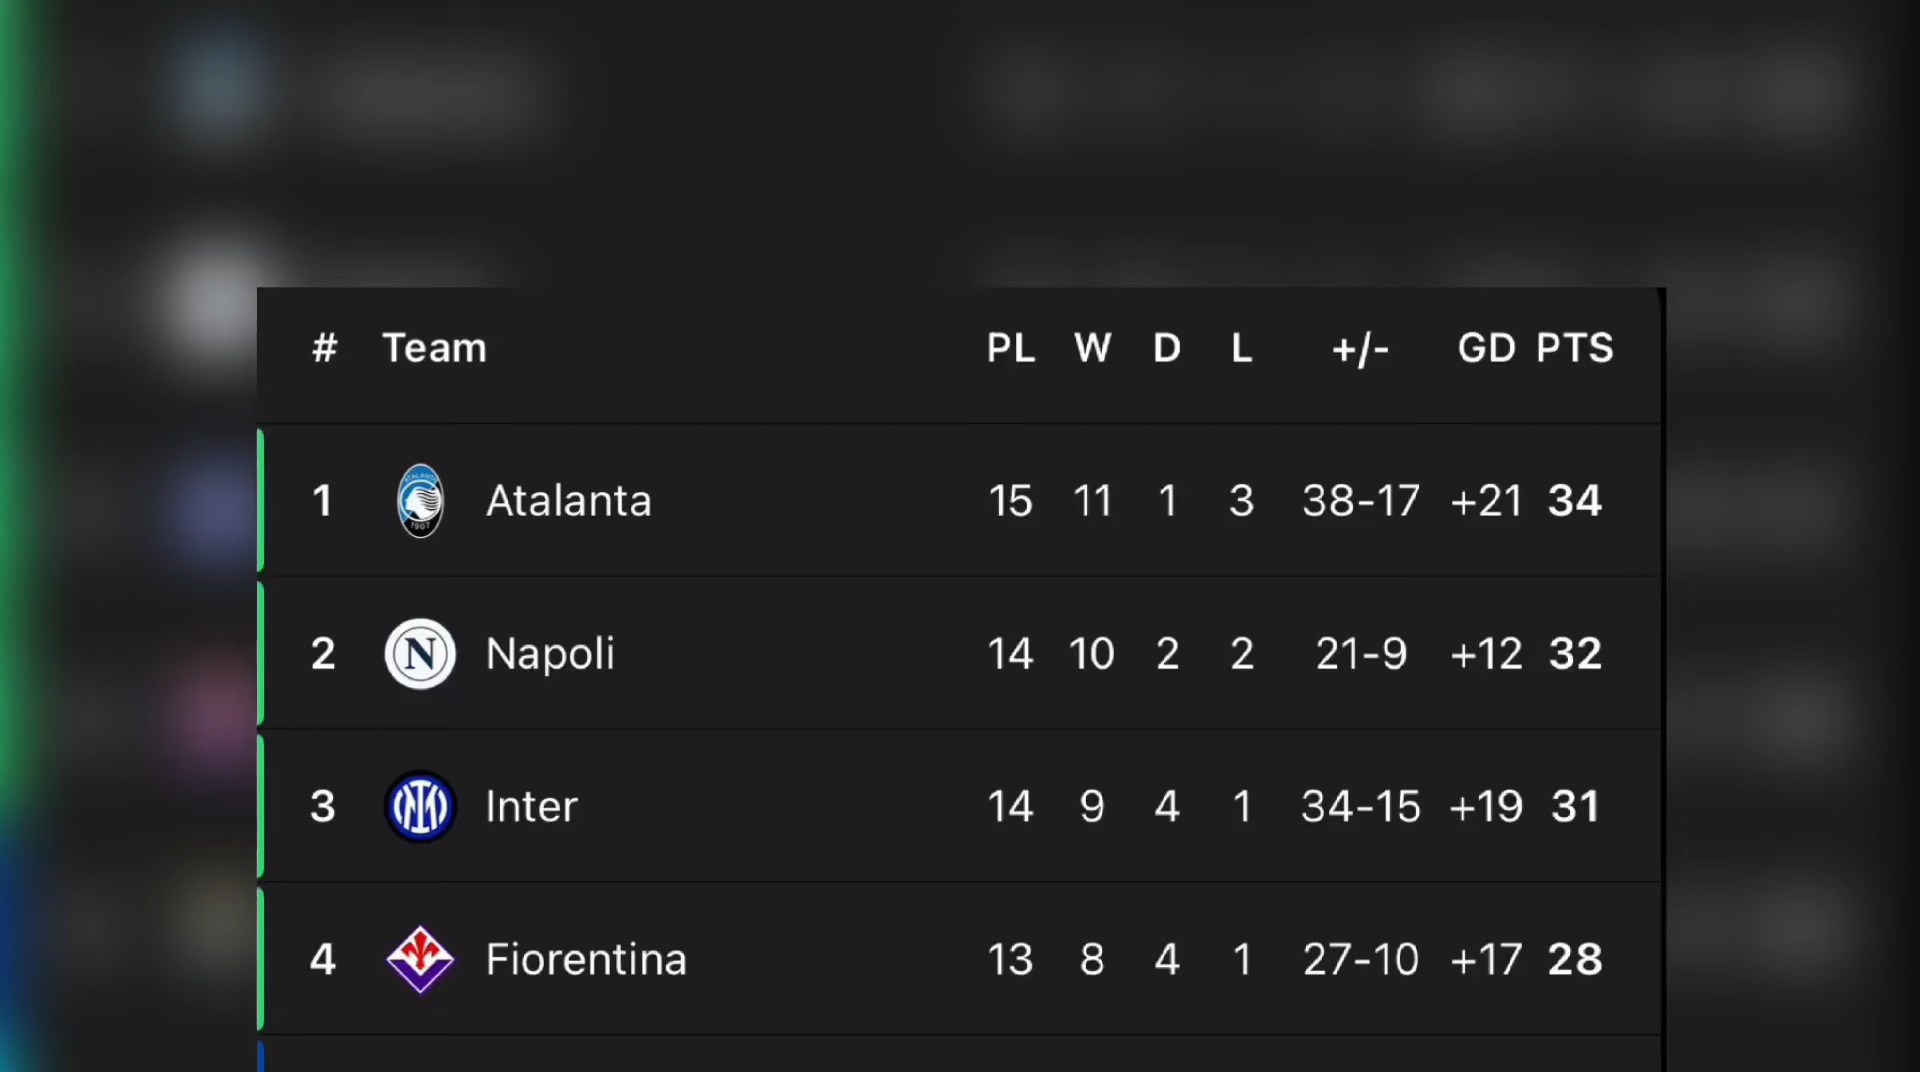 # Team PL W D L +/- GD PTS
1 ATALANTA 1907 Atalanta 15 11 1 3 38-17 +21 34
2 N Napoli 14 10 2 2 21-9 +12 32
3 Inter 14 9 4 1 34-15 +19 31
4 Fiorentina 13 8 4 1 27-10 +17 28